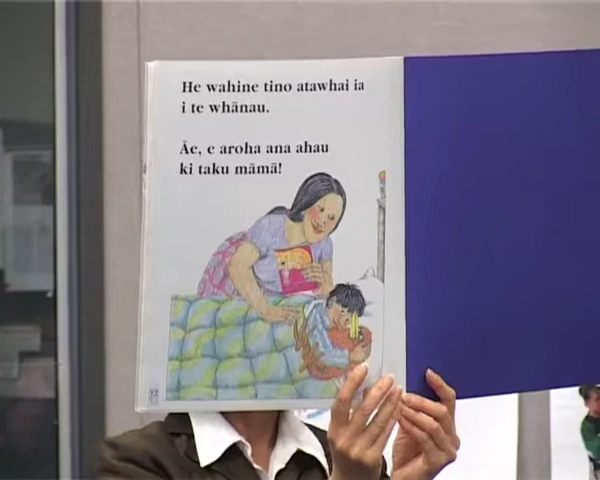 He wahine tino atawhai ia
i te whānau.
Āe, e aroha ana ahau
ki taku māmā!